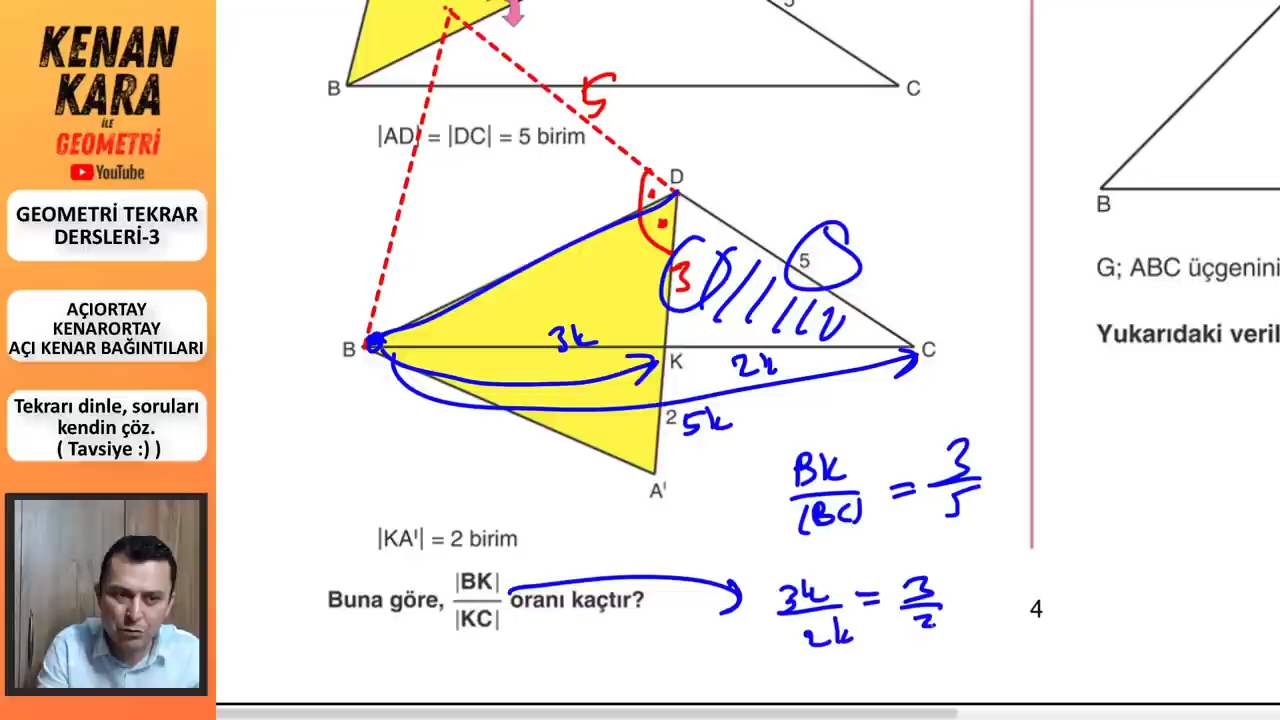 KENAN
KARA
İLE
GEOMETRİ
YouTube
GEOMETRİ TEKRAR
DERSLERİ-3
AÇIORTAY
KENARORTAY
AÇI KENAR BAĞINTILARI
Tekrarı dinle, soruları
kendin çöz.
( Tavsiye :) )
B
C
5
|AD| = |DC| = 5 birim
D
5
3
B
3k
K
2k
C
2
5k
A'
BK
|BC|
=
3
5
|KA'| = 2 birim
Buna göre, |BK| / |KC| oranı kaçtır?
3k / 2k = 3 / 2
4
B
G; ABC üçgenini
Yukarıdaki veril